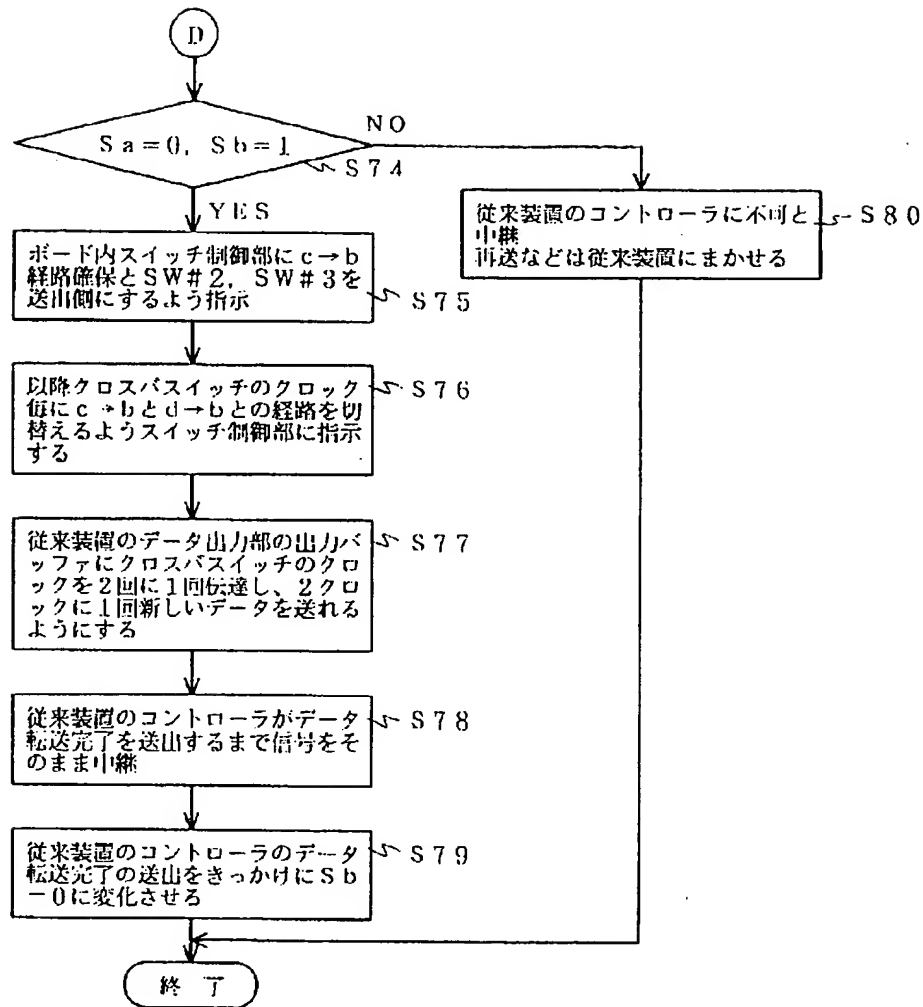 D
Sa=0, Sb=1
NO
S74
YES
従来装置のコントローラに不可と
中継
再送などは従来装置にまかせる
S80
ボード内スイッチ制御部にc→b
経路確保とSW#2, SW#3を
送出側にするよう指示
S75
以降クロスバスイッチのクロック
毎にc→bとd→bとの経路を切
替えるようスイッチ制御部に指示
する
S76
従来装置のデータ出力部の出力バ
ッファにクロスバスイッチのクロ
ックを2回に1回伝達し、2クロ
ックに1回新しいデータを送れる
ようにする
S77
従来装置のコントローラがデータ
転送完了を送出するまで信号をそ
のまま中継
S78
従来装置のコントローラのデータ
転送完了の送出をきっかけにSb
=0に変化させる
S79
終了